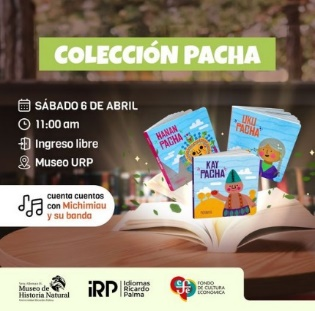 COLECCIÓN PACHA
SÁBADO 6 DE ABRIL
11:00 am
Ingreso libre
Museo URP
cuenta cuentos
con Michimiau
y su banda
HANAN
PACHA
UKU
PACHA
KAY
PACHA
Museo de
Historia Natural
iRP
Idiomas
Ricardo
Palma
FONDO
DE CULTURA
ECONÓMICA